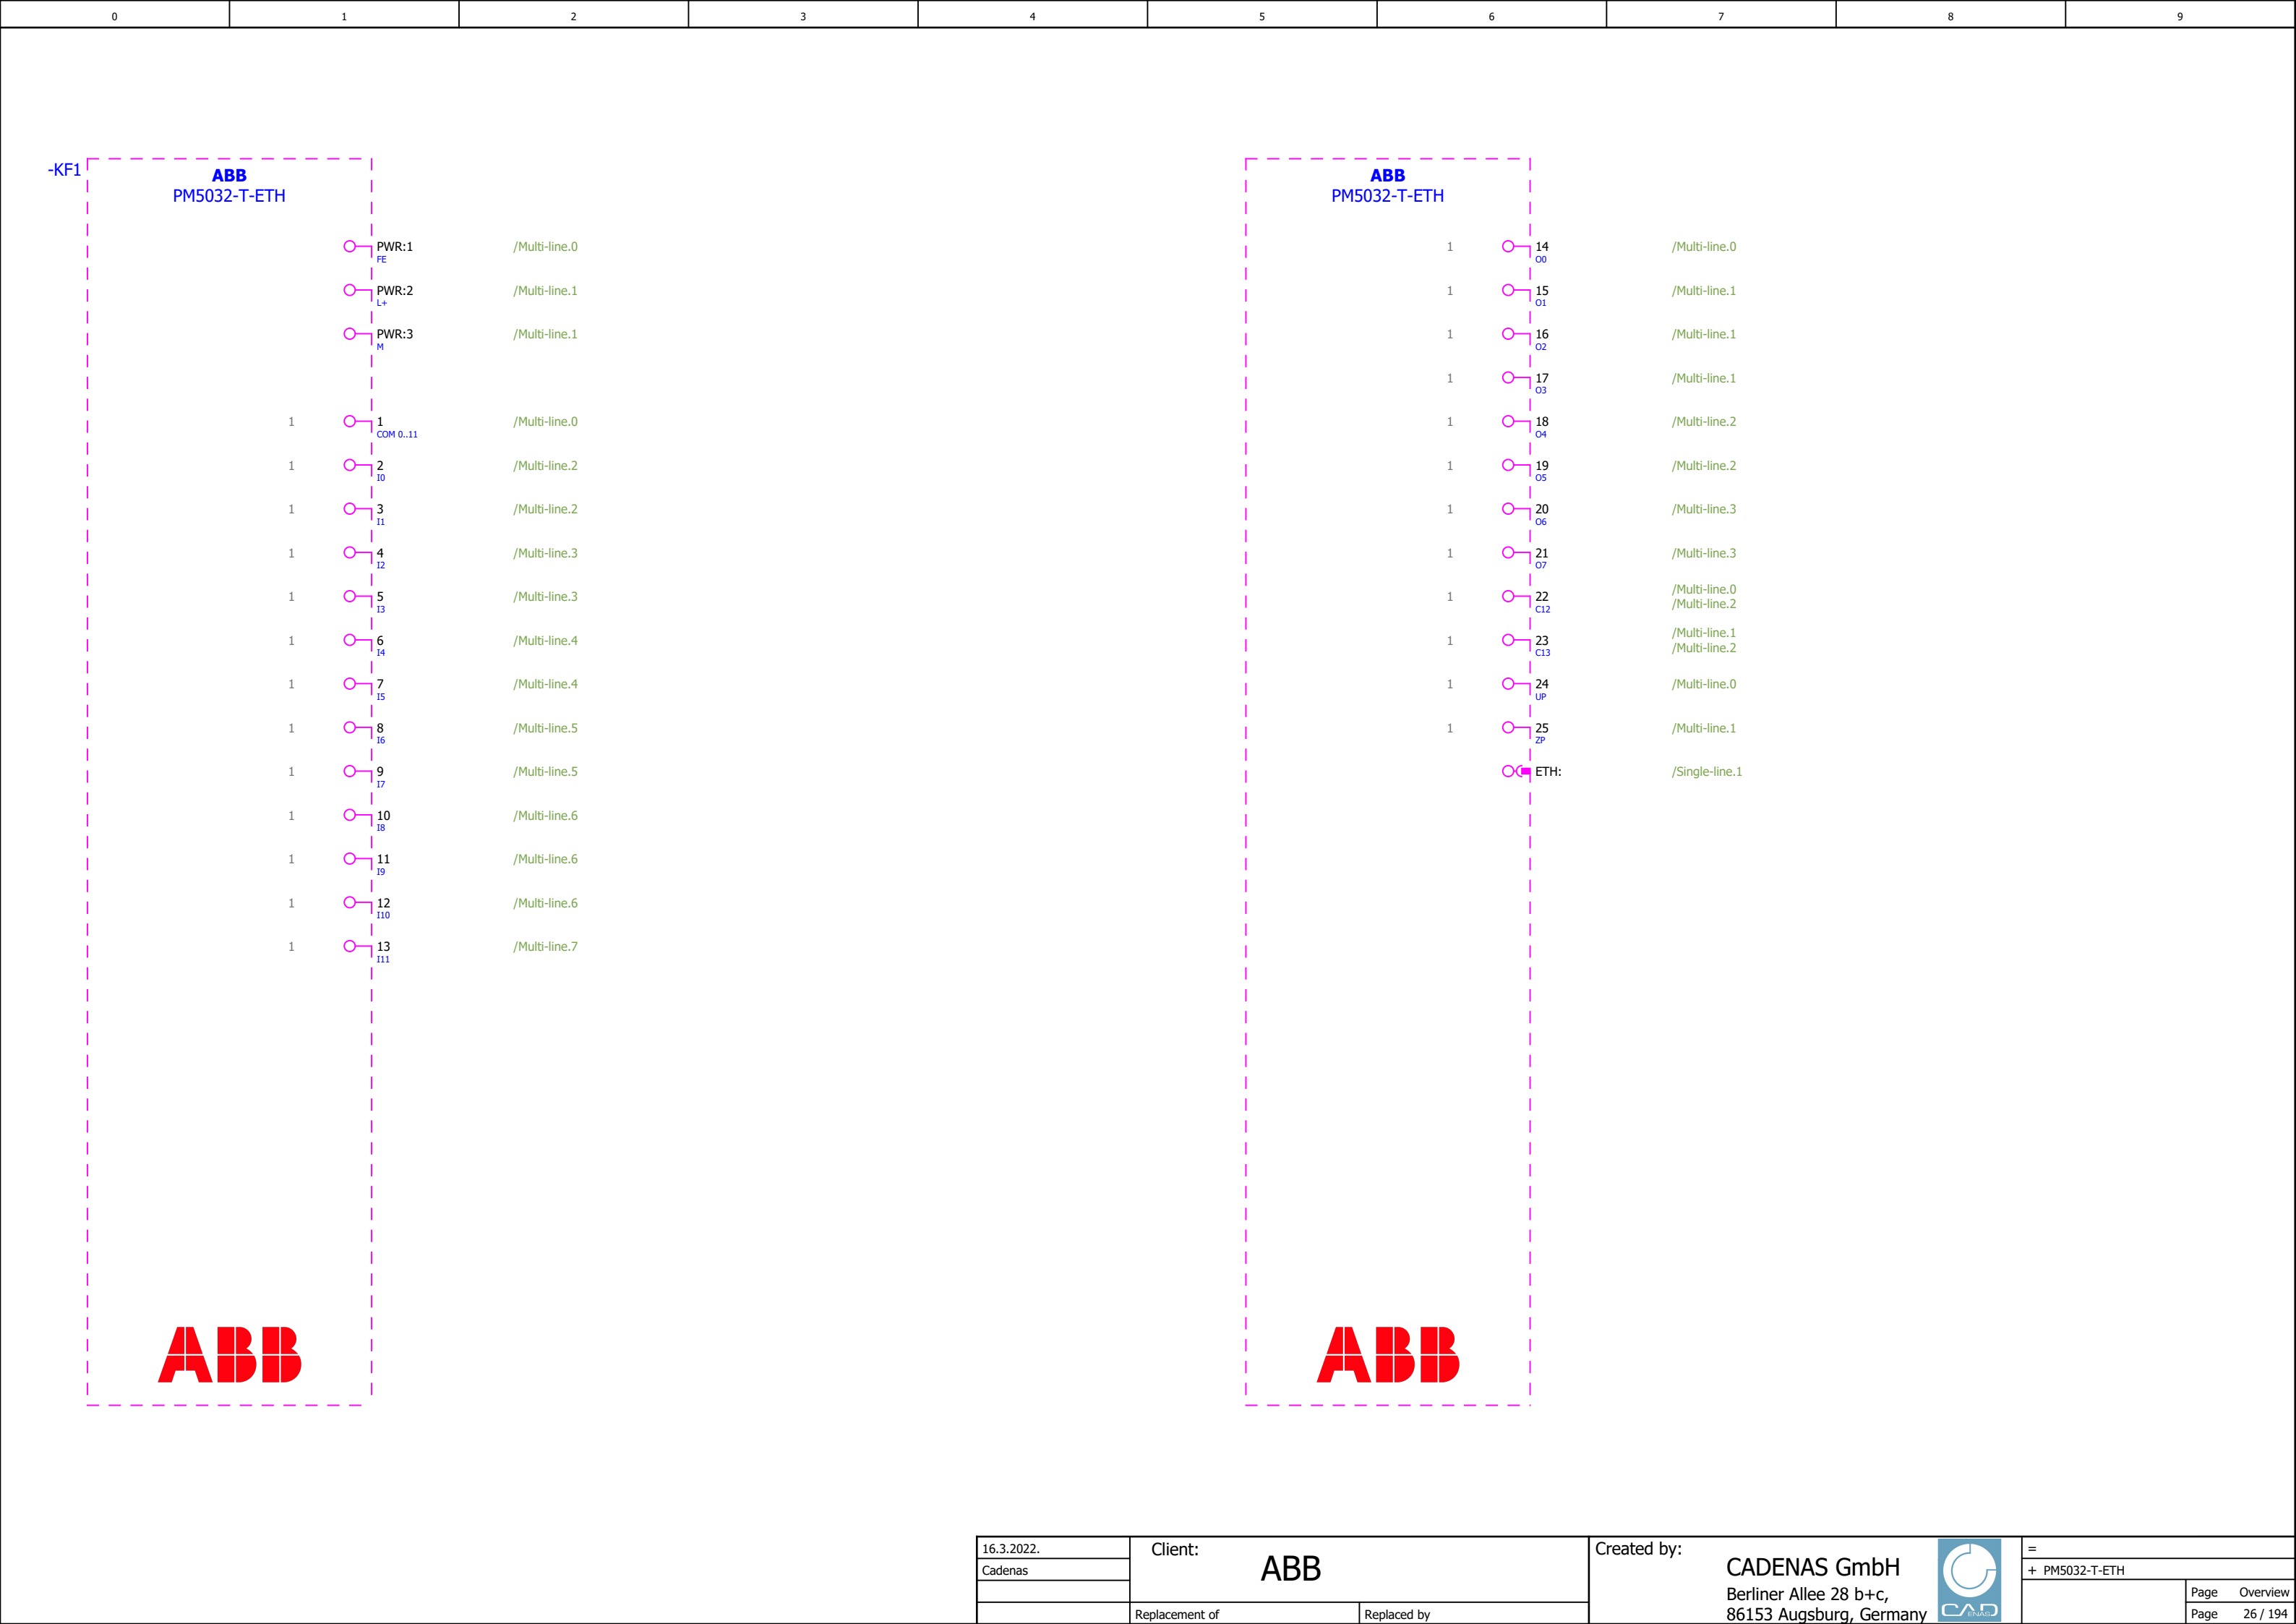 0 1 2 3 4 5 6 7 8 9
-KF1
ABB
PM5032-T-ETH
PWR:1 /Multi-line.0
FE
PWR:2 /Multi-line.1
L+
PWR:3 /Multi-line.1
M
1 1 /Multi-line.0
COM 0..11
1 2 /Multi-line.2
I0
1 3 /Multi-line.2
I1
1 4 /Multi-line.3
I2
1 5 /Multi-line.3
I3
1 6 /Multi-line.4
I4
1 7 /Multi-line.4
I5
1 8 /Multi-line.5
I6
1 9 /Multi-line.5
I7
1 10 /Multi-line.6
I8
1 11 /Multi-line.6
I9
1 12 /Multi-line.6
I10
1 13 /Multi-line.7
I11
ABB
ABB
PM5032-T-ETH
1 14 /Multi-line.0
O0
1 15 /Multi-line.1
O1
1 16 /Multi-line.1
O2
1 17 /Multi-line.1
O3
1 18 /Multi-line.2
O4
1 19 /Multi-line.2
O5
1 20 /Multi-line.3
O6
1 21 /Multi-line.3
O7
/Multi-line.0
1 22 /Multi-line.2
C12
/Multi-line.1
1 23 /Multi-line.2
C13
1 24 /Multi-line.0
UP
1 25 /Multi-line.1
ZP
ETH: /Single-line.1
ABB
16.3.2022.
Cadenas
Client:
ABB
Replacement of
Replaced by
Created by:
CADENAS GmbH
Berliner Allee 28 b+c,
86153 Augsburg, Germany
CAD
ENAS
=
+ PM5032-T-ETH
Page Overview
Page 26 / 194